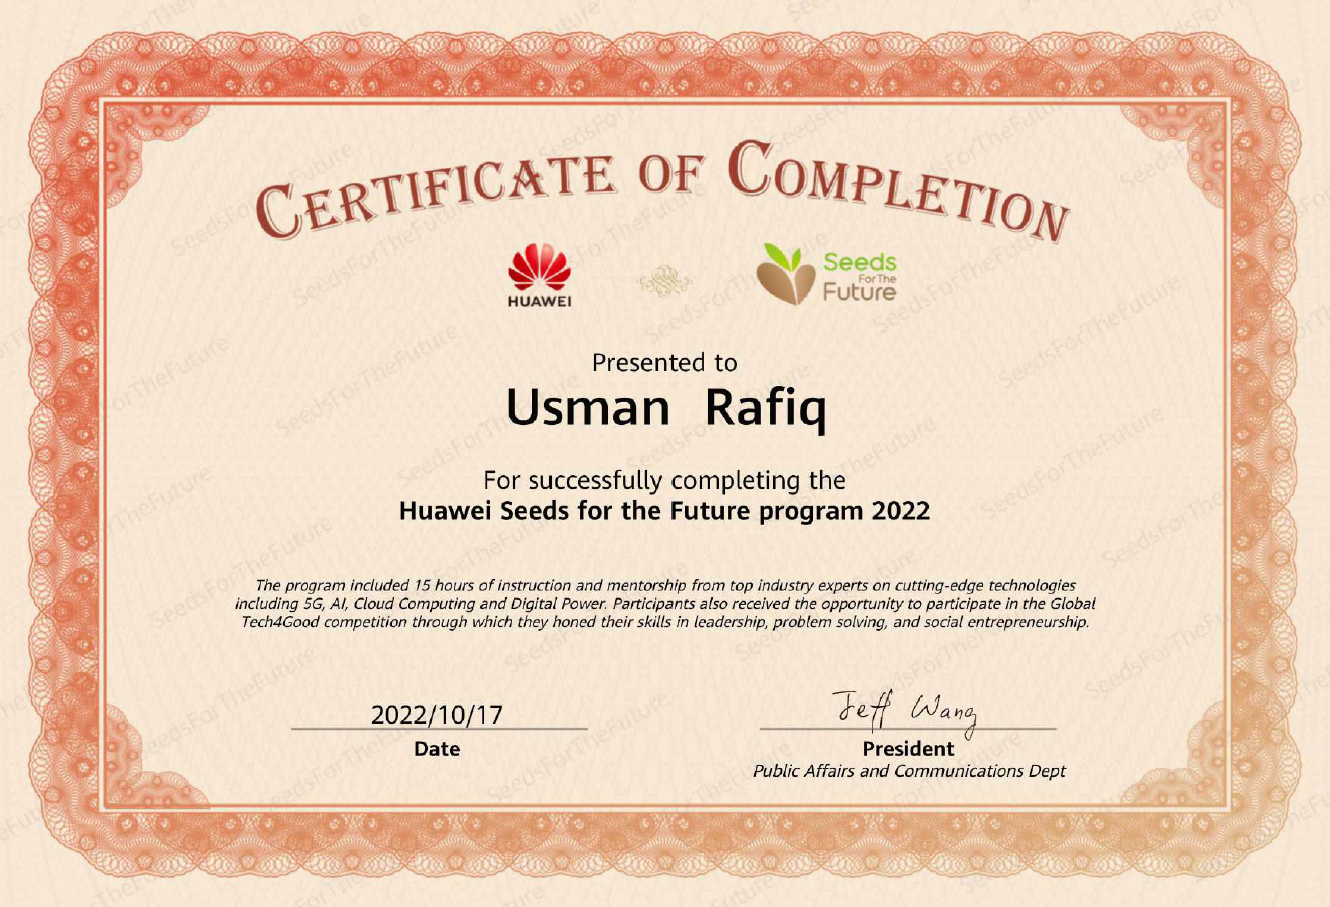 CERTIFICATE OF COMPLETION
HUAWEI
Seeds
For The
Future
Presented to
Usman Rafiq
For successfully completing the
Huawei Seeds for the Future program 2022
The program included 15 hours of instruction and mentorship from top industry experts on cutting-edge technologies
including 5G, AI, Cloud Computing and Digital Power. Participants also received the opportunity to participate in the Global
Tech4Good competition through which they honed their skills in leadership, problem solving, and social entrepreneurship.
2022/10/17
Date
Jeff Wang
President
Public Affairs and Communications Dept
SeedsForTheFuture